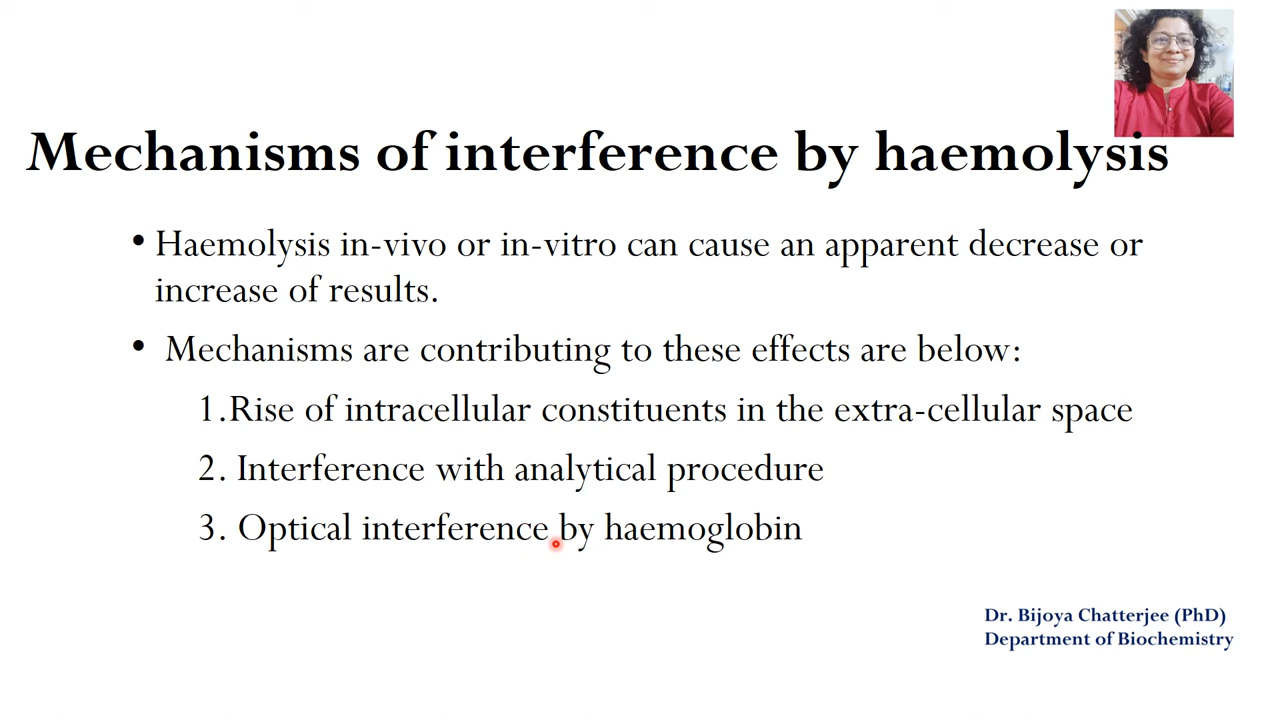 Mechanisms of interference by haemolysis
• Haemolysis in-vivo or in-vitro can cause an apparent decrease or
increase of results.
• Mechanisms are contributing to these effects are below:
1.Rise of intracellular constituents in the extra-cellular space
2. Interference with analytical procedure
3. Optical interference by haemoglobin
Dr. Bijoya Chatterjee (PhD)
Department of Biochemistry